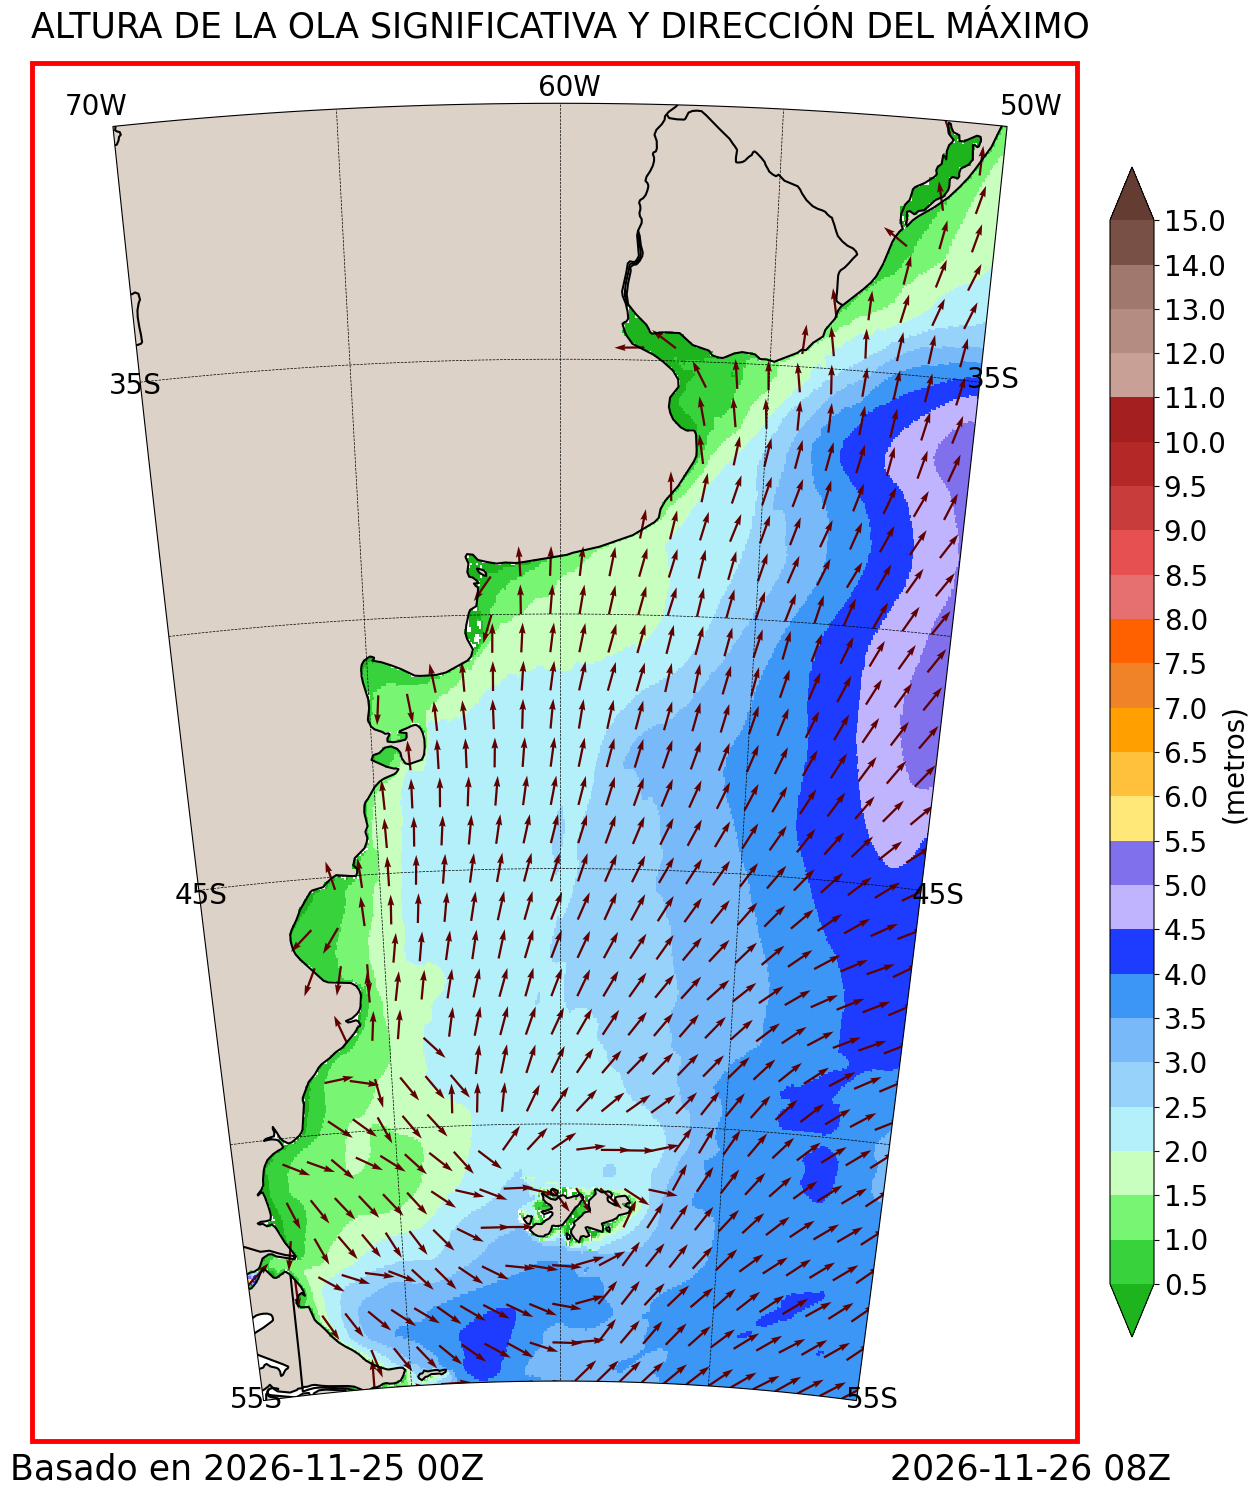 ALTURA DE LA OLA SIGNIFICATIVA Y DIRECCIÓN DEL MÁXIMO
70W
60W
50W
35S
35S
45S
45S
55S
55S
15.0
14.0
13.0
12.0
11.0
10.0
9.5
9.0
8.5
8.0
7.5
7.0
6.5
6.0
5.5
5.0
4.5
4.0
3.5
3.0
2.5
2.0
1.5
1.0
0.5
(metros)
Basado en 2026-11-25 00Z
2026-11-26 08Z